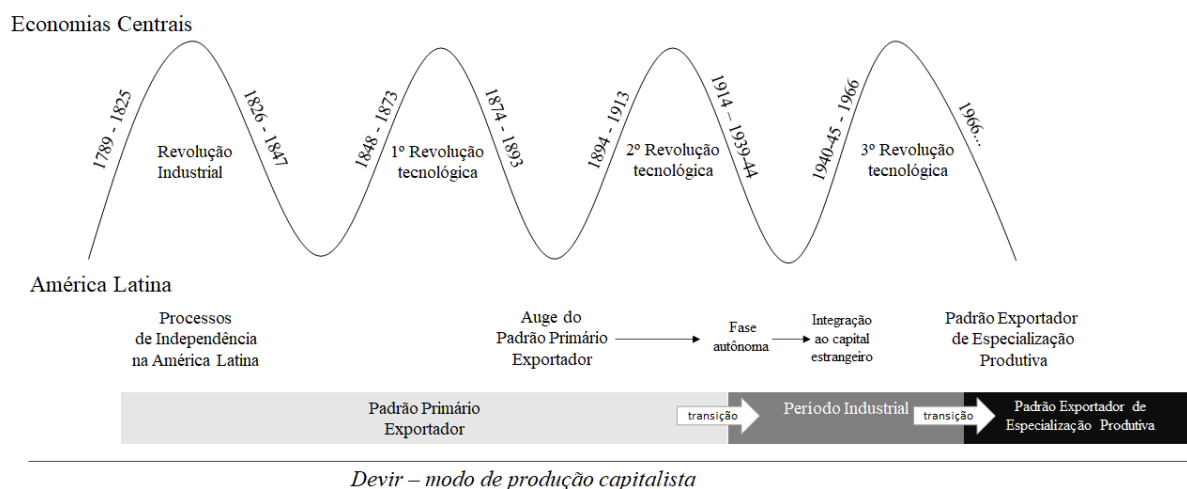 Economias Centrais
1789 - 1825
1826 - 1847
1848 - 1873
1874 - 1893
1894 - 1913
1914 – 1939-44
1940-45 - 1966
1966...
Revolução
Industrial
1º Revolução
tecnológica
2º Revolução
tecnológica
3º Revolução
tecnológica
América Latina
Processos
de Independência
na América Latina
Auge do
Padrão Primário
Exportador
Fase
autônoma
Integração
ao capital
estrangeiro
Padrão Exportador
de Especialização
Produtiva
Padrão Primário
Exportador
transição
Período Industrial
transição
Padrão Exportador de
Especialização Produtiva
Devir – modo de produção capitalista